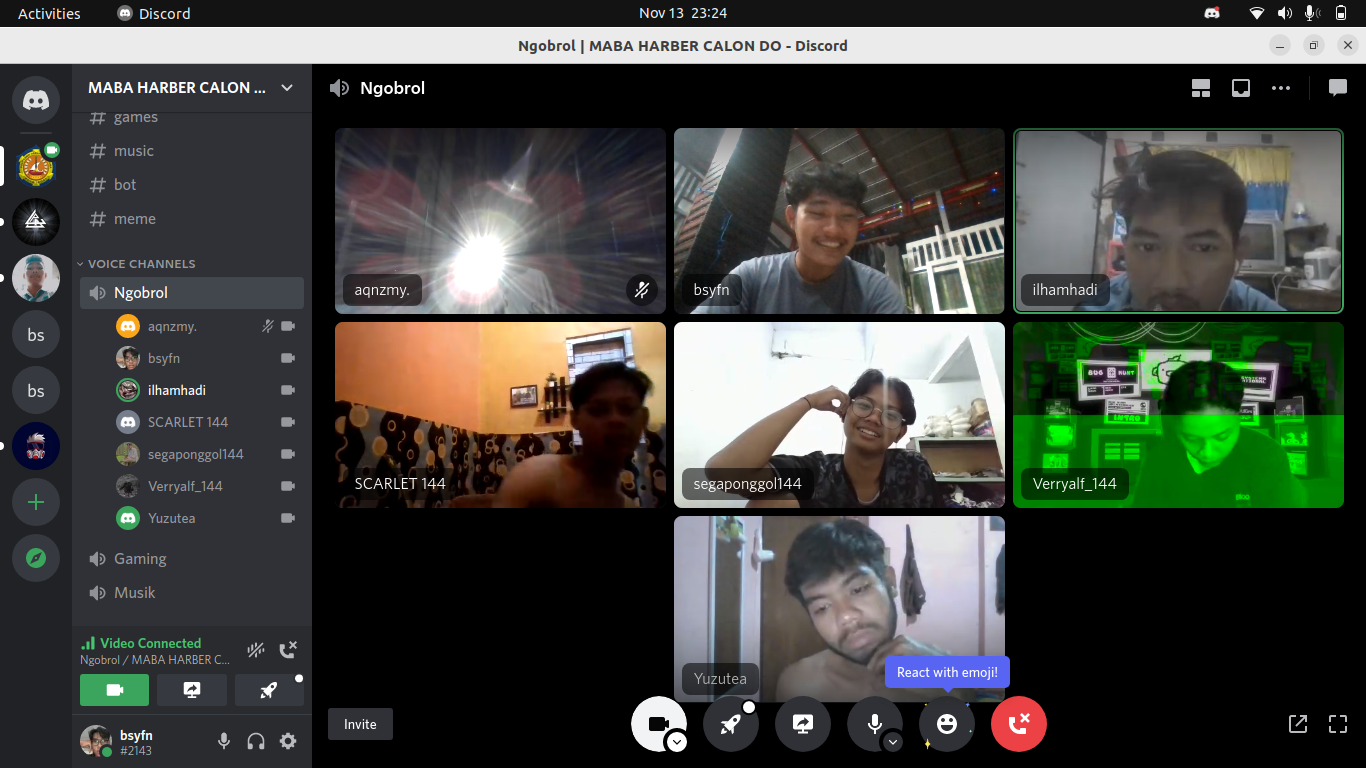 Activities
Discord
Nov 13 23:24
Ngobrol | MABA HARBER CALON DO - Discord
MABA HARBER CALON ...
games
music
bot
meme
VOICE CHANNELS
Ngobrol
aqnzmy.
bsyfn
ilhamhadi
SCARLET 144
segaponggol144
Verryalf_144
Yuzutea
Gaming
Musik
bs
bs
Video Connected
Ngobrol / MABA HARBER C...
bsyfn
#2143
Ngobrol
aqnzmy.
bsyfn
ilhamhadi
SCARLET 144
segaponggol144
Verryalf_144
Yuzutea
React with emoji!
Invite